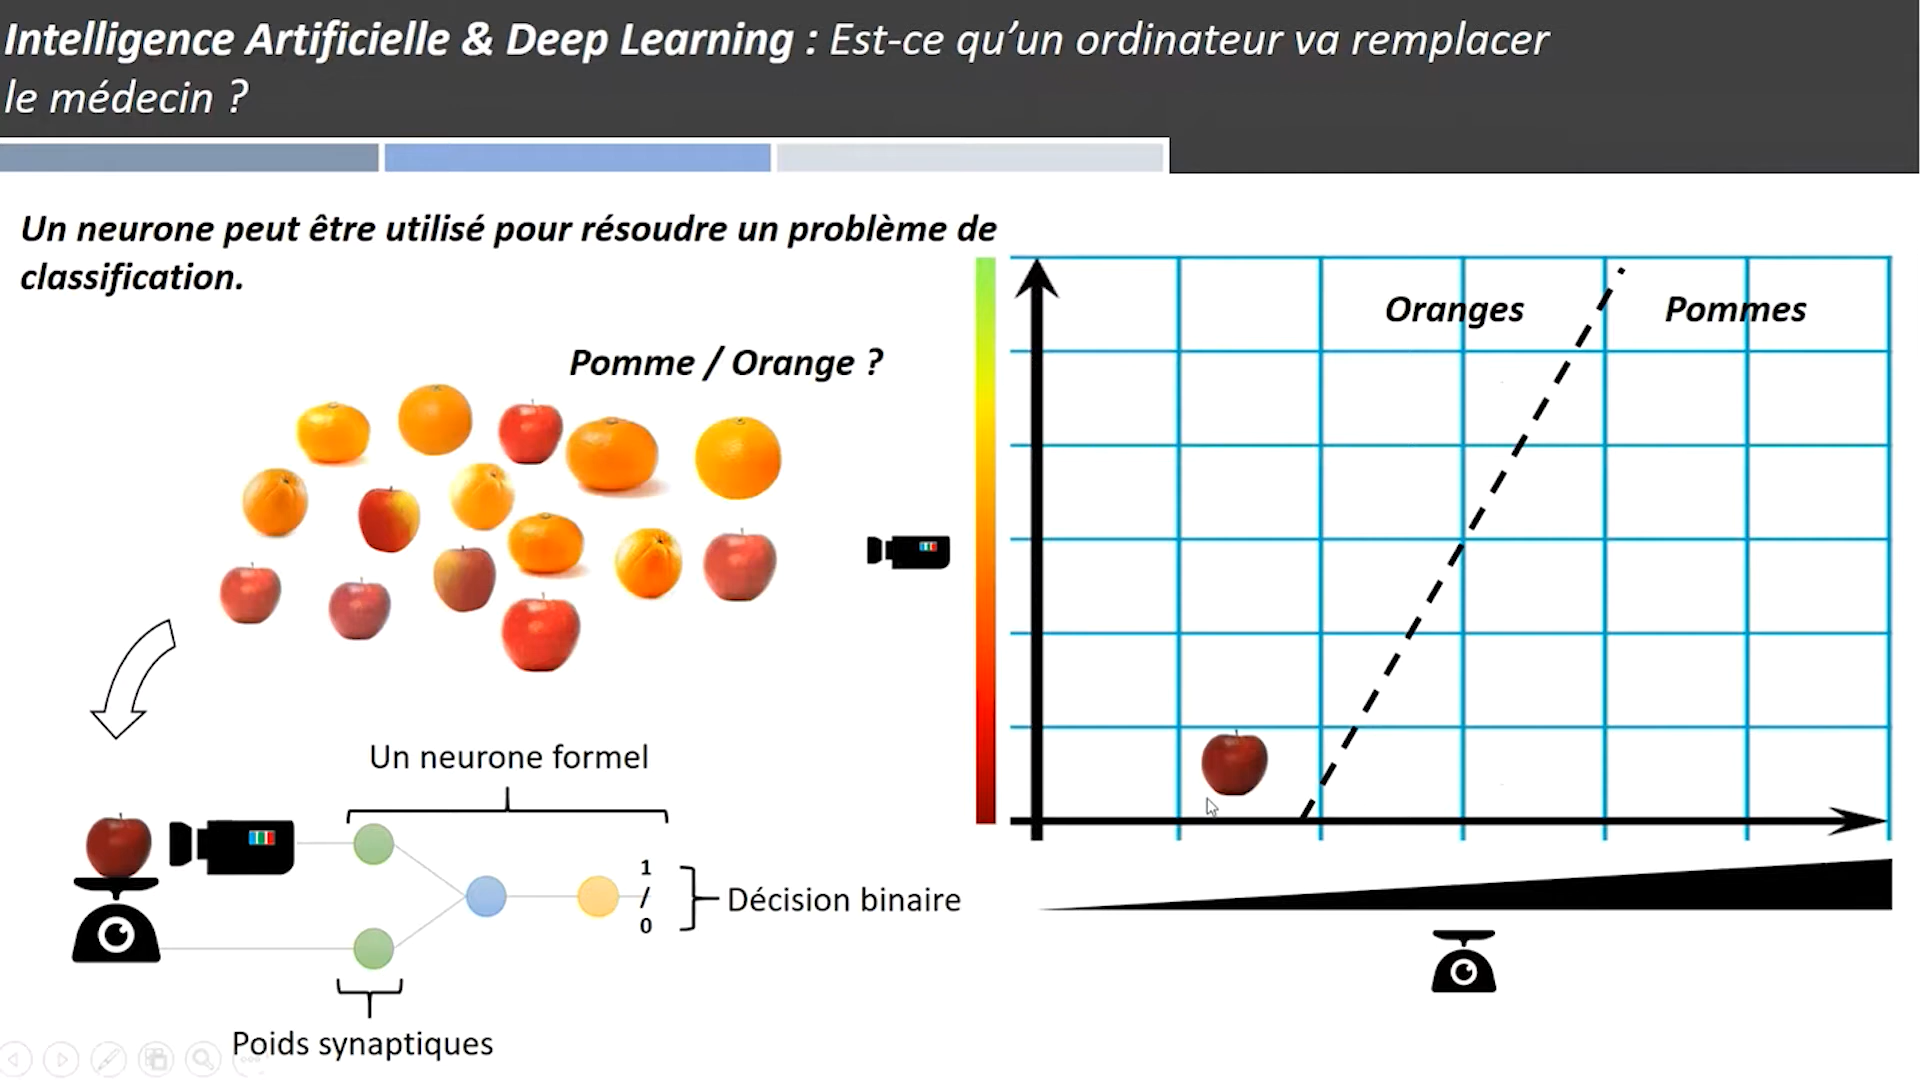 Intelligence Artificielle & Deep Learning : Est-ce qu’un ordinateur va remplacer
le médecin ?
Un neurone peut être utilisé pour résoudre un problème de
classification.
Pomme / Orange ?
Oranges
Pommes
Un neurone formel
1
/
0
Décision binaire
Poids synaptiques